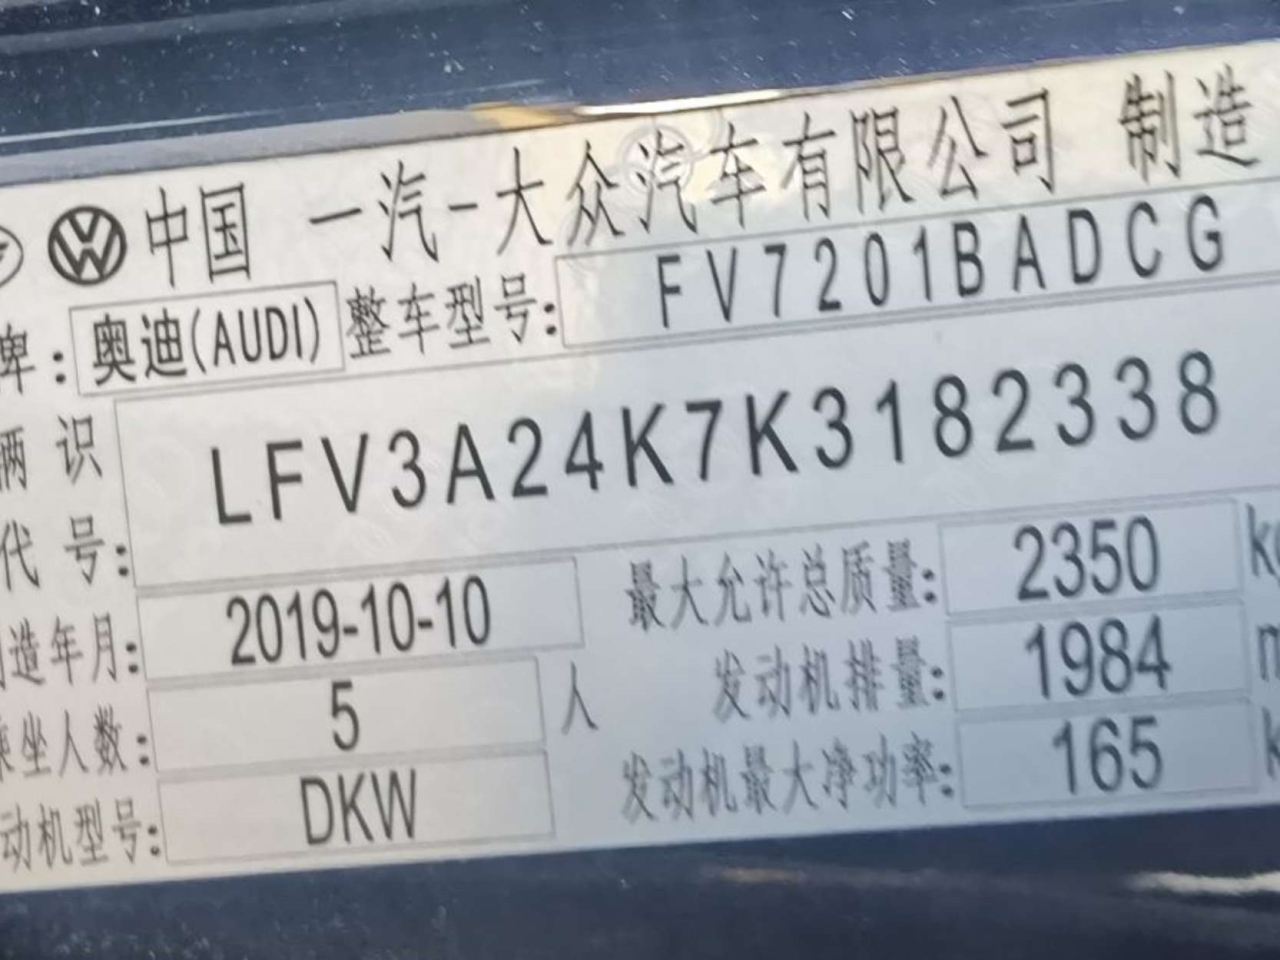 中国 一汽-大众汽车有限公司 制造
牌: 奥迪(AUDI) 整车型号: FV7201BADCG
辆识
代号: LFV3A24K7K3182338
制造年月: 2019-10-10 最大允许总质量: 2350 kg
乘坐人数: 5 人 发动机排量: 1984 m
动机型号: DKW 发动机最大净功率: 165 k